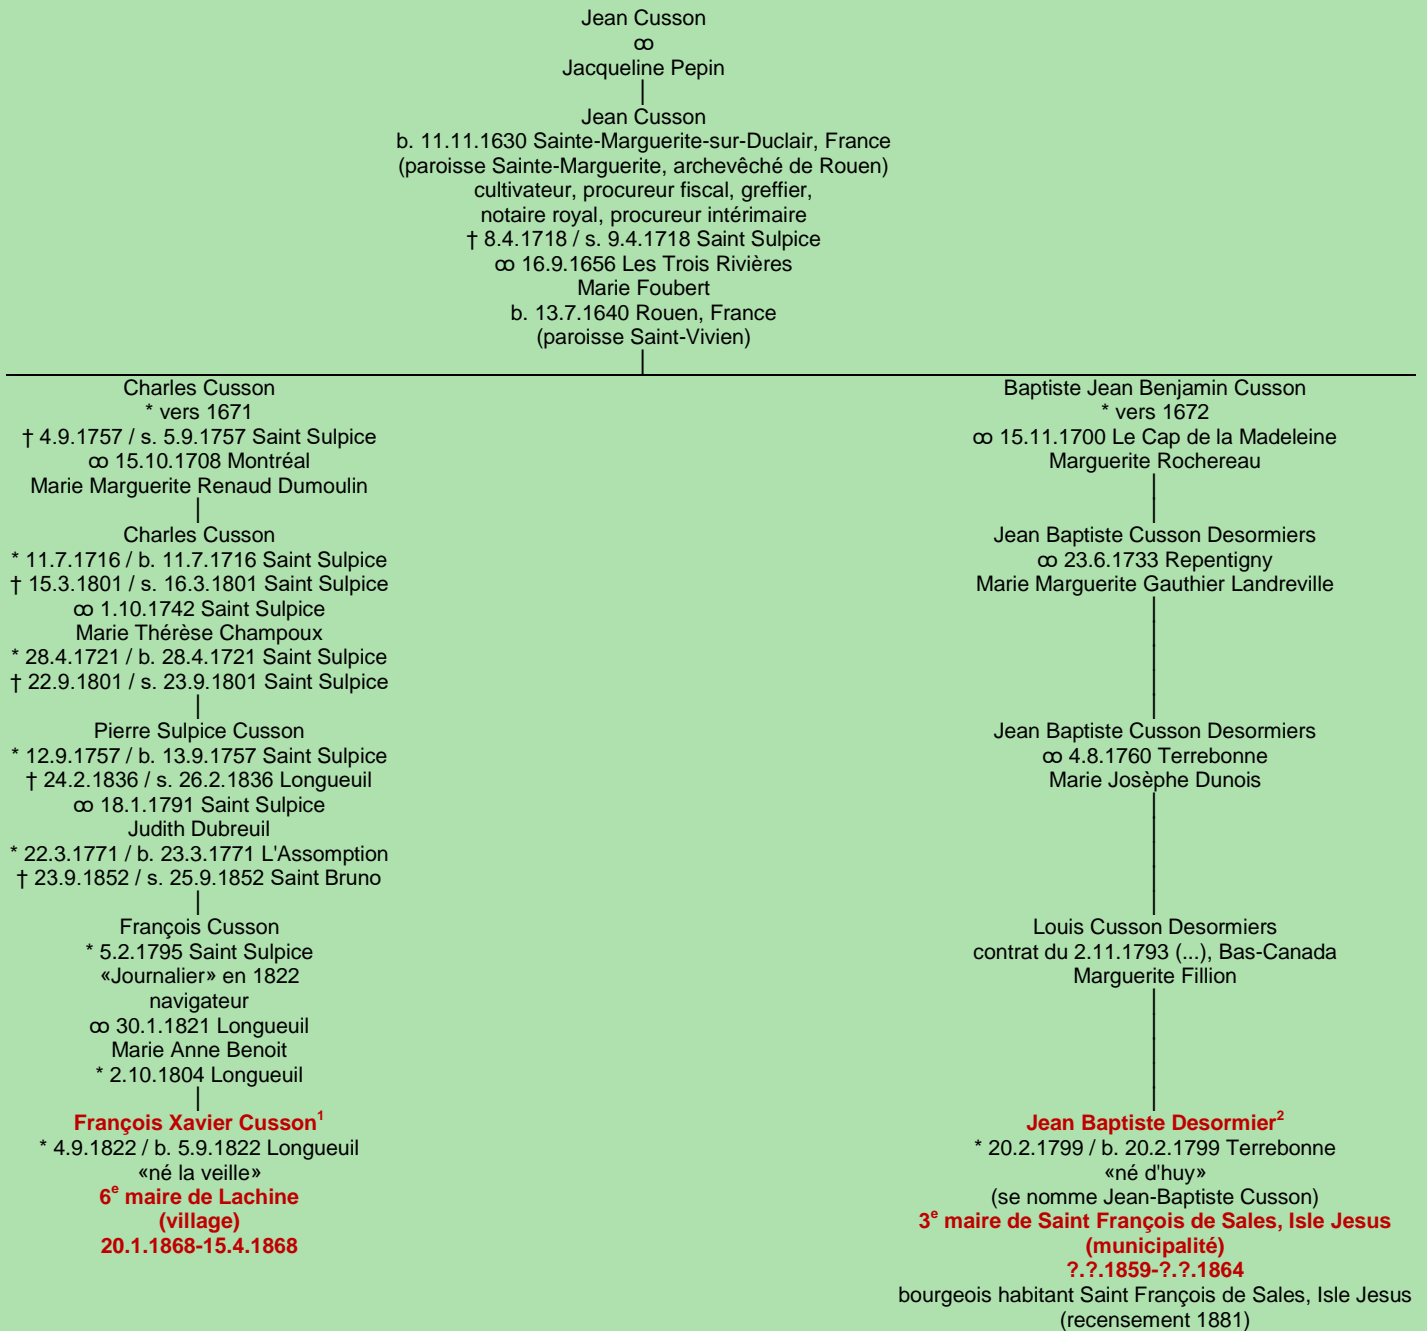 Jean Cusson
ꝏ
Jacqueline Pepin
Jean Cusson
b. 11.11.1630 Sainte-Marguerite-sur-Duclair, France
(paroisse Sainte-Marguerite, archevêché de Rouen)
cultivateur, procureur fiscal, greffier,
notaire royal, procureur intérimaire
† 8.4.1718 / s. 9.4.1718 Saint Sulpice
ꝏ 16.9.1656 Les Trois Rivières
Marie Foubert
b. 13.7.1640 Rouen, France
(paroisse Saint-Vivien)
Charles Cusson
* vers 1671
† 4.9.1757 / s. 5.9.1757 Saint Sulpice
ꝏ 15.10.1708 Montréal
Marie Marguerite Renaud Dumoulin
Charles Cusson
* 11.7.1716 / b. 11.7.1716 Saint Sulpice
† 15.3.1801 / s. 16.3.1801 Saint Sulpice
ꝏ 1.10.1742 Saint Sulpice
Marie Thérèse Champoux
* 28.4.1721 / b. 28.4.1721 Saint Sulpice
† 22.9.1801 / s. 23.9.1801 Saint Sulpice
Pierre Sulpice Cusson
* 12.9.1757 / b. 13.9.1757 Saint Sulpice
† 24.2.1836 / s. 26.2.1836 Longueuil
ꝏ 18.1.1791 Saint Sulpice
Judith Dubreuil
* 22.3.1771 / b. 23.3.1771 L'Assomption
† 23.9.1852 / s. 25.9.1852 Saint Bruno
François Cusson
* 5.2.1795 Saint Sulpice
«Journalier» en 1822
navigateur
ꝏ 30.1.1821 Longueuil
Marie Anne Benoit
* 2.10.1804 Longueuil
François Xavier Cusson¹
* 4.9.1822 / b. 5.9.1822 Longueuil
«né la veille»
6ᵉ maire de Lachine
(village)
20.1.1868-15.4.1868
Baptiste Jean Benjamin Cusson
* vers 1672
ꝏ 15.11.1700 Le Cap de la Madeleine
Marguerite Rochereau
Jean Baptiste Cusson Desormiers
ꝏ 23.6.1733 Repentigny
Marie Marguerite Gauthier Landreville
Jean Baptiste Cusson Desormiers
ꝏ 4.8.1760 Terrebonne
Marie Josèphe Dunois
Louis Cusson Desormiers
contrat du 2.11.1793 (...), Bas-Canada
Marguerite Fillion
Jean Baptiste Desormier²
* 20.2.1799 / b. 20.2.1799 Terrebonne
«né d'huy»
(se nomme Jean-Baptiste Cusson)
3ᵉ maire de Saint François de Sales, Isle Jesus
(municipalité)
?.?.1859-?.?.1864
bourgeois habitant Saint François de Sales, Isle Jesus
(recensement 1881)